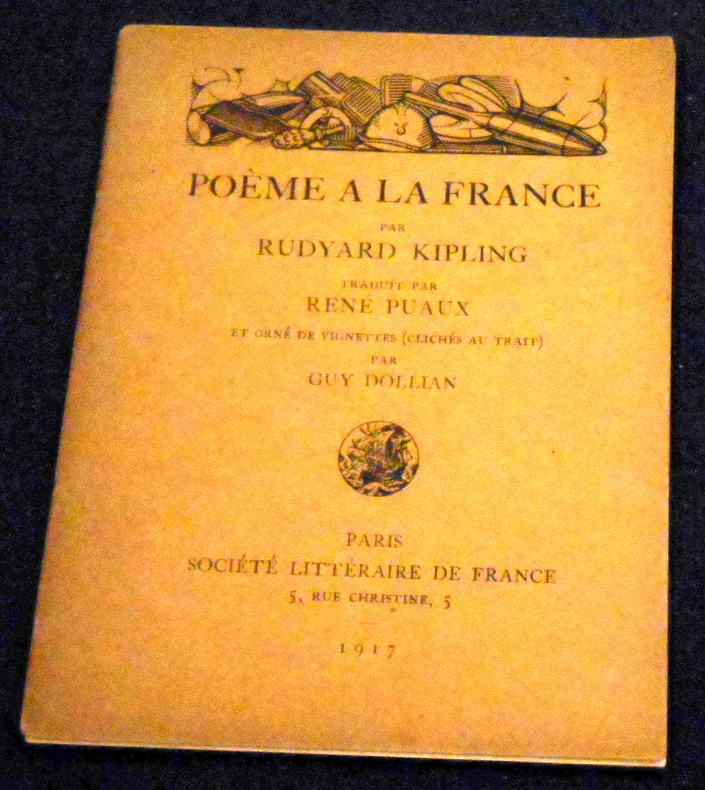 POÈME A LA FRANCE
PAR
RUDYARD KIPLING
TRADUIT PAR
RENÉ PUAUX
ET ORNÉ DE VIGNETTES (CLICHÉS AU TRAIT)
PAR
GUY DOLLIAN
PARIS
SOCIÉTÉ LITTÉRAIRE DE FRANCE
5, RUE CHRISTINE, 5
1917